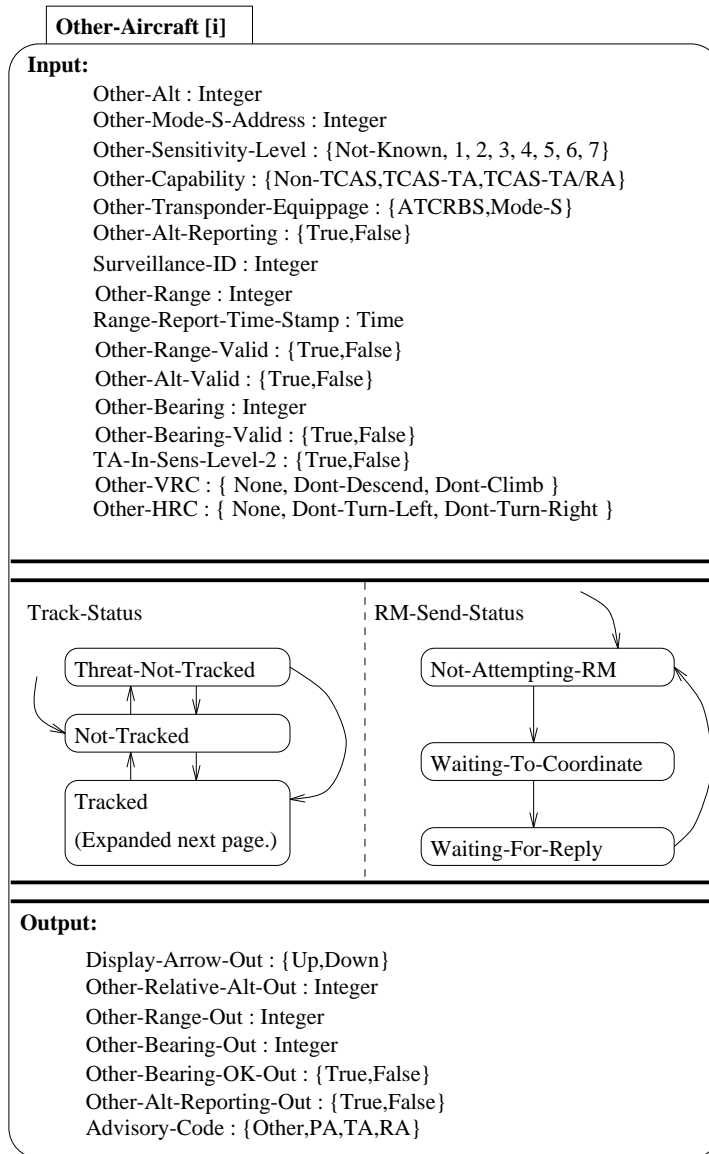 Other-Aircraft [i]
Input:
Other-Alt : Integer
Other-Mode-S-Address : Integer
Other-Sensitivity-Level : {Not-Known, 1, 2, 3, 4, 5, 6, 7}
Other-Capability : {Non-TCAS,TCAS-TA,TCAS-TA/RA}
Other-Transponder-Equippage : {ATCRBS,Mode-S}
Other-Alt-Reporting : {True,False}
Surveillance-ID : Integer
Other-Range : Integer
Range-Report-Time-Stamp : Time
Other-Range-Valid : {True,False}
Other-Alt-Valid : {True,False}
Other-Bearing : Integer
Other-Bearing-Valid : {True,False}
TA-In-Sens-Level-2 : {True,False}
Other-VRC : { None, Dont-Descend, Dont-Climb }
Other-HRC : { None, Dont-Turn-Left, Dont-Turn-Right }
Track-Status
Threat-Not-Tracked
Not-Tracked
Tracked
(Expanded next page.)
RM-Send-Status
Not-Attempting-RM
Waiting-To-Coordinate
Waiting-For-Reply
Output:
Display-Arrow-Out : {Up,Down}
Other-Relative-Alt-Out : Integer
Other-Range-Out : Integer
Other-Bearing-Out : Integer
Other-Bearing-OK-Out : {True,False}
Other-Alt-Reporting-Out : {True,False}
Advisory-Code : {Other,PA,TA,RA}